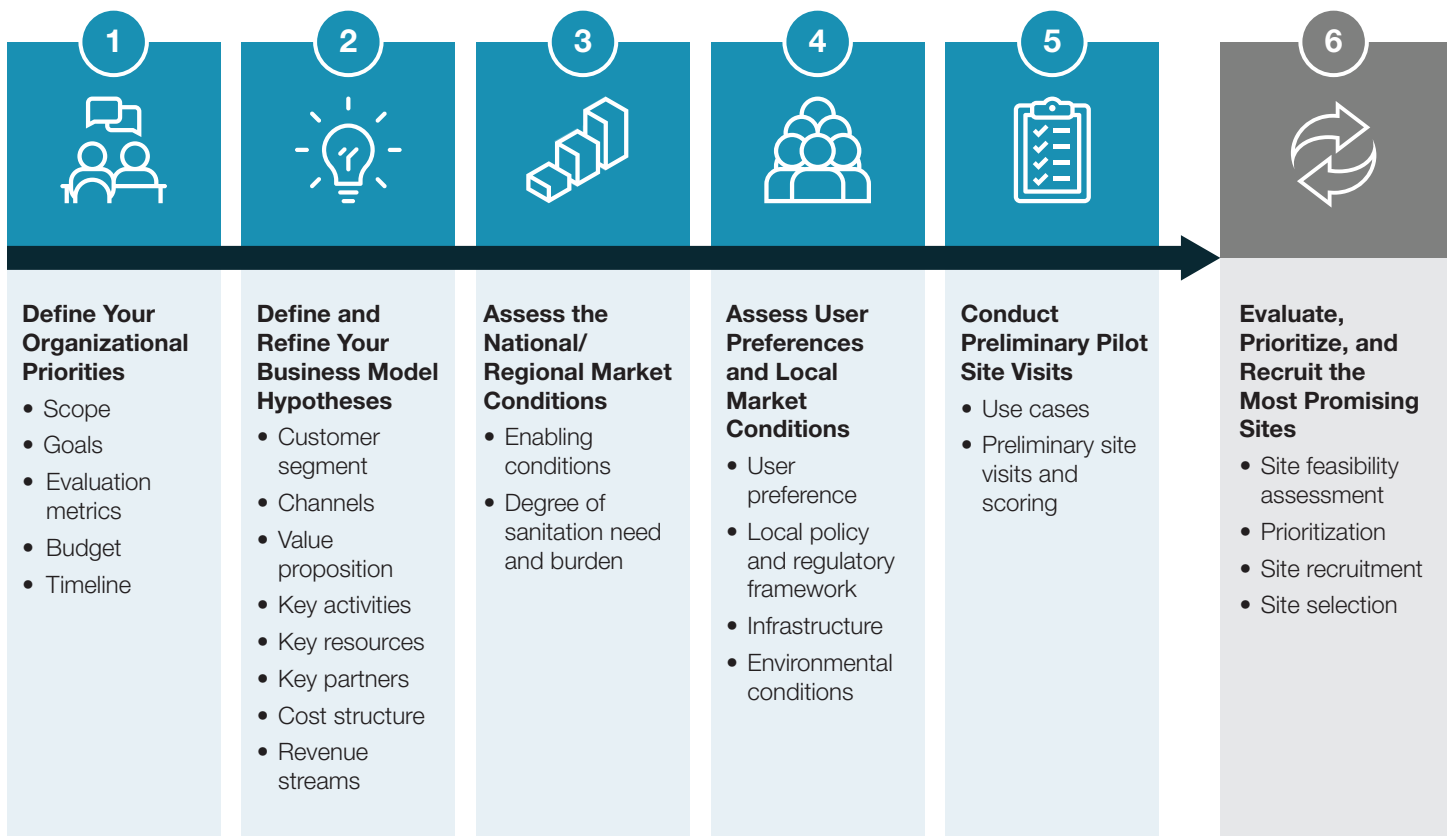 1
Define Your
Organizational
Priorities
• Scope
• Goals
• Evaluation
metrics
• Budget
• Timeline
2
Define and
Refine Your
Business Model
Hypotheses
• Customer
segment
• Channels
• Value
proposition
• Key activities
• Key resources
• Key partners
• Cost structure
• Revenue
streams
3
Assess the
National/
Regional Market
Conditions
• Enabling
conditions
• Degree of
sanitation need
and burden
4
Assess User
Preferences
and Local
Market
Conditions
• User
preference
• Local policy
and regulatory
framework
• Infrastructure
• Environmental
conditions
5
Conduct
Preliminary Pilot
Site Visits
• Use cases
• Preliminary site
visits and
scoring
6
Evaluate,
Prioritize, and
Recruit the
Most Promising
Sites
• Site feasibility
assessment
• Prioritization
• Site recruitment
• Site selection